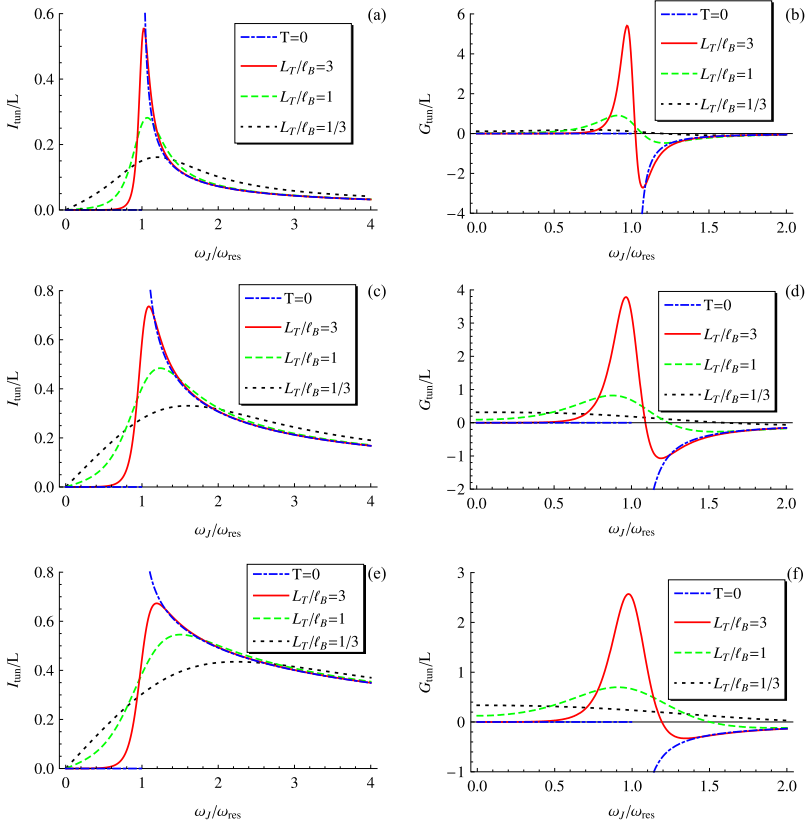 (a)
I_tun/L
0.6
0.4
0.2
0.0
T=0
L_T/ℓ_B=3
L_T/ℓ_B=1
L_T/ℓ_B=1/3
0 1 2 3 4
ω_J/ω_res
(b)
G_tun/L
6
4
2
0
−2
−4
T=0
L_T/ℓ_B=3
L_T/ℓ_B=1
L_T/ℓ_B=1/3
0.0 0.5 1.0 1.5 2.0
ω_J/ω_res
(c)
I_tun/L
0.8
0.6
0.4
0.2
0.0
T=0
L_T/ℓ_B=3
L_T/ℓ_B=1
L_T/ℓ_B=1/3
0 1 2 3 4
ω_J/ω_res
(d)
G_tun/L
4
3
2
1
0
−1
−2
T=0
L_T/ℓ_B=3
L_T/ℓ_B=1
L_T/ℓ_B=1/3
0.0 0.5 1.0 1.5 2.0
ω_J/ω_res
(e)
I_tun/L
0.8
0.6
0.4
0.2
0.0
T=0
L_T/ℓ_B=3
L_T/ℓ_B=1
L_T/ℓ_B=1/3
0 1 2 3 4
ω_J/ω_res
(f)
G_tun/L
3
2
1
0
−1
T=0
L_T/ℓ_B=3
L_T/ℓ_B=1
L_T/ℓ_B=1/3
0.0 0.5 1.0 1.5 2.0
ω_J/ω_res